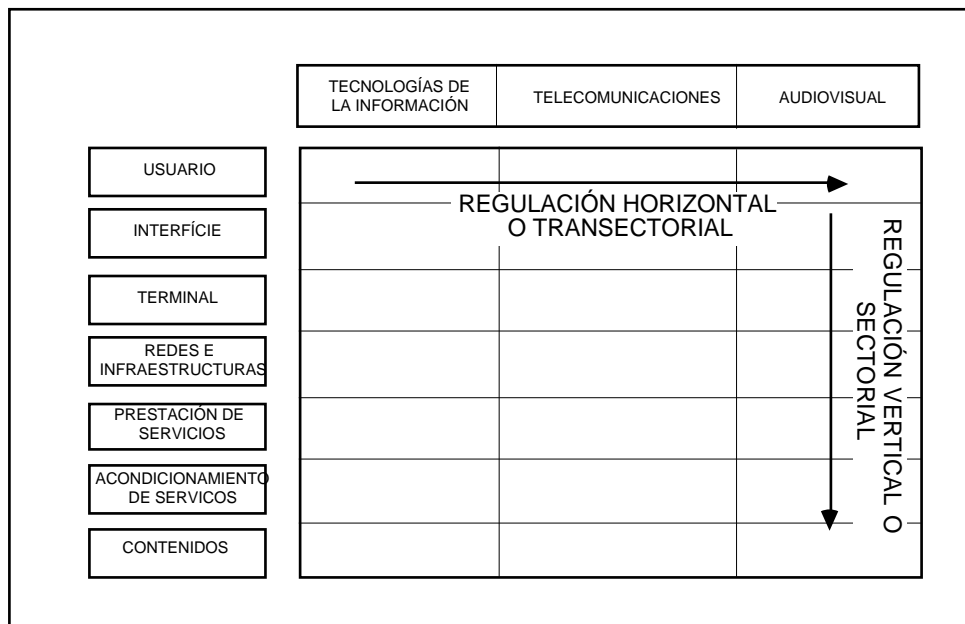 TECNOLOGÍAS DE
LA INFORMACIÓN
TELECOMUNICACIONES
AUDIOVISUAL
USUARIO
REGULACIÓN HORIZONTAL
O TRANSECTORIAL
INTERFÍCIE
TERMINAL
REDES E
INFRAESTRUCTURAS
PRESTACIÓN DE
SERVICIOS
ACONDICIONAMIENTO
DE SERVICOS
CONTENIDOS
REGULACIÓN VERTICAL O
SECTORIAL